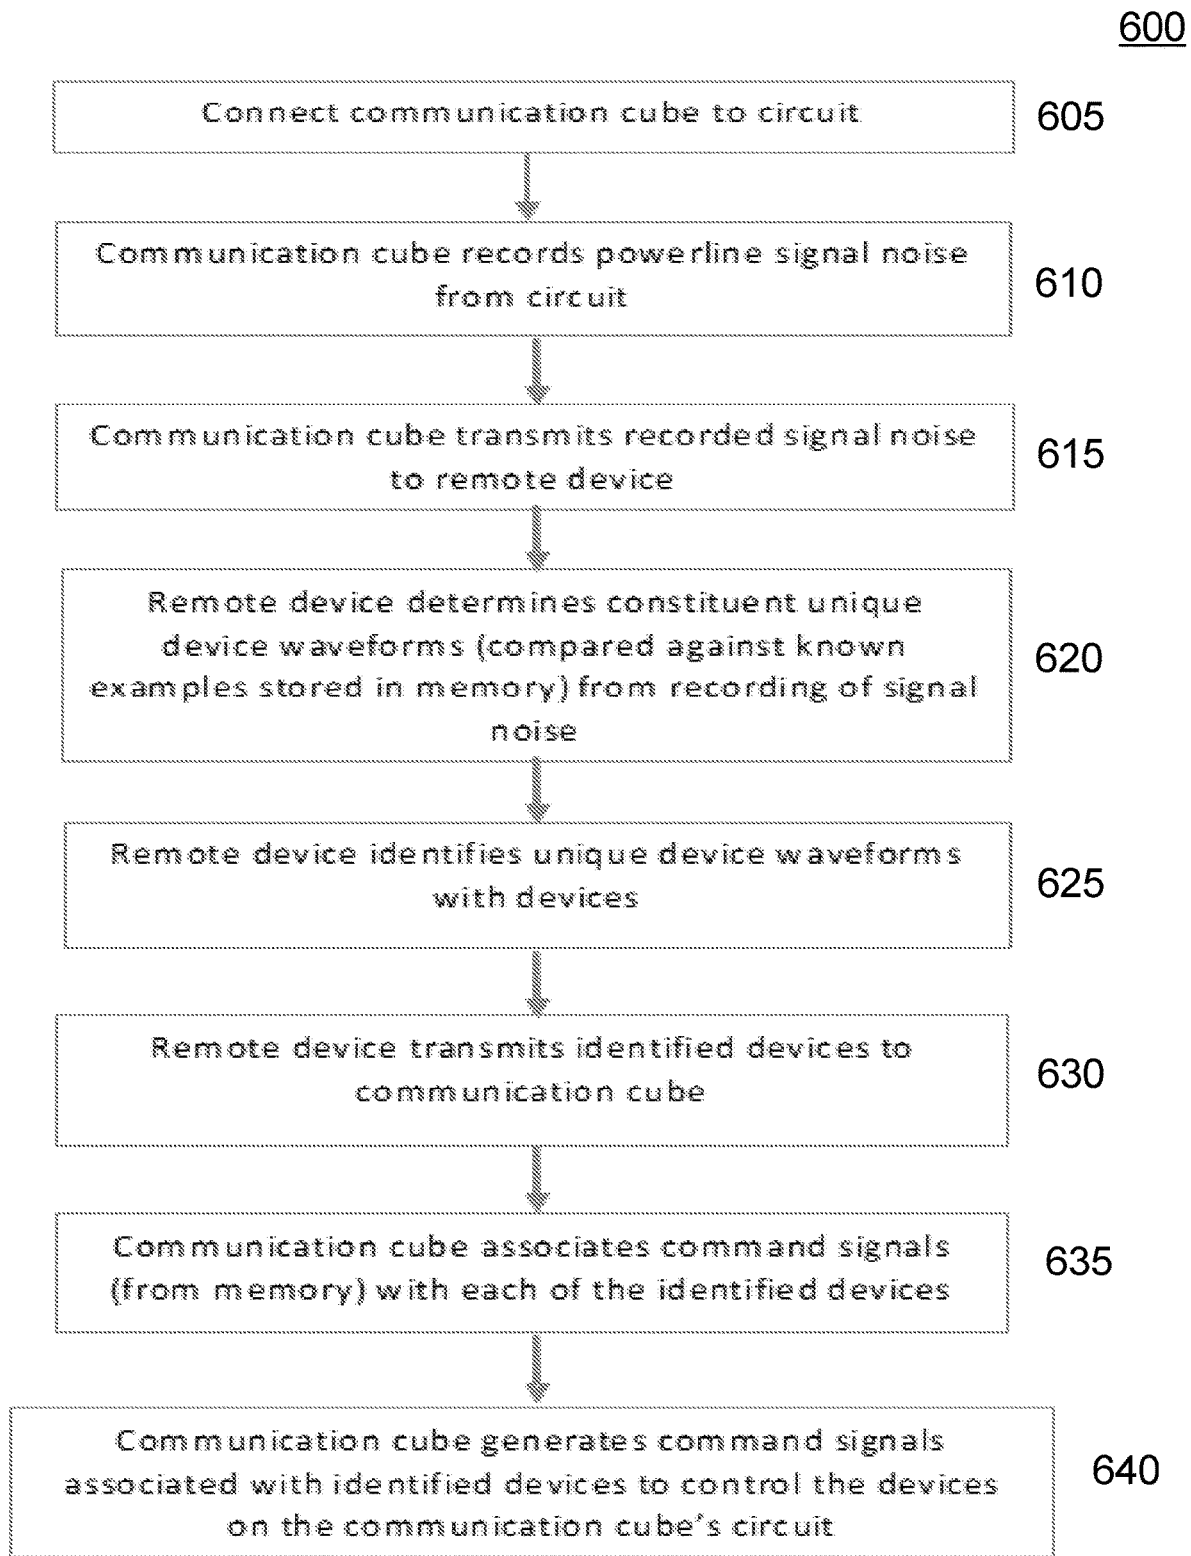 600
Connect communication cube to circuit
605
Communication cube records powerline signal noise
from circuit
610
Communication cube transmits recorded signal noise
to remote device
615
Remote device determines constituent unique
device waveforms (compared against known
examples stored in memory) from recording of signal
noise
620
Remote device identifies unique device waveforms
with devices
625
Remote device transmits identified devices to
communication cube
630
Communication cube associates command signals
(from memory) with each of the identified devices
635
Communication cube generates command signals
associated with identified devices to control the devices
on the communication cube's circuit
640